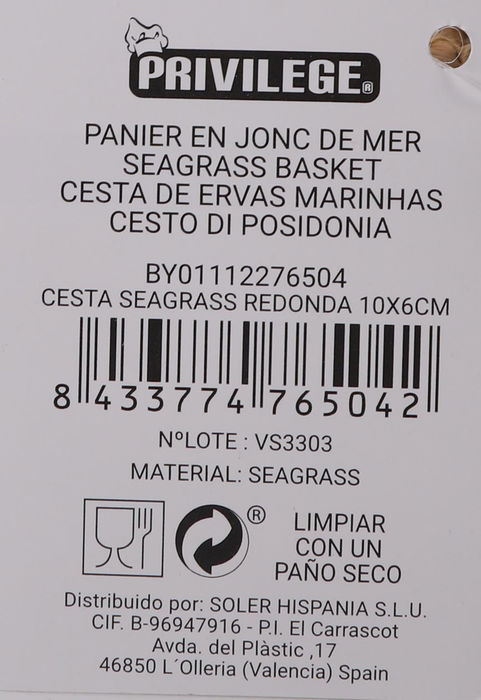 PRIVILEGE®
PANIER EN JONC DE MER
SEAGRASS BASKET
CESTA DE ERVAS MARINHAS
CESTO DI POSIDONIA
BY01112276504
CESTA SEAGRASS REDONDA 10X6CM
8 433774 765042
NºLOTE : VS3303
MATERIAL: SEAGRASS
®
LIMPIAR
CON UN
PAÑO SECO
Distribuido por: SOLER HISPANIA S.L.U.
CIF. B-96947916 - P.I. El Carrascot
Avda. del Plàstic ,17
46850 L´Olleria (Valencia) Spain